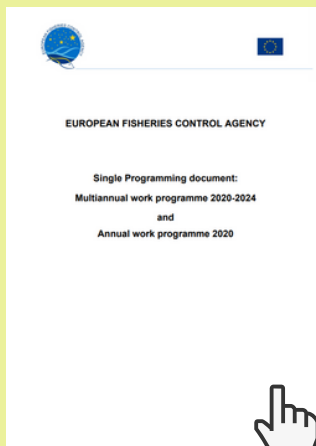 EUROPEAN FISHERIES CONTROL AGENCY
Single Programming document:
Multiannual work programme 2020-2024
and
Annual work programme 2020